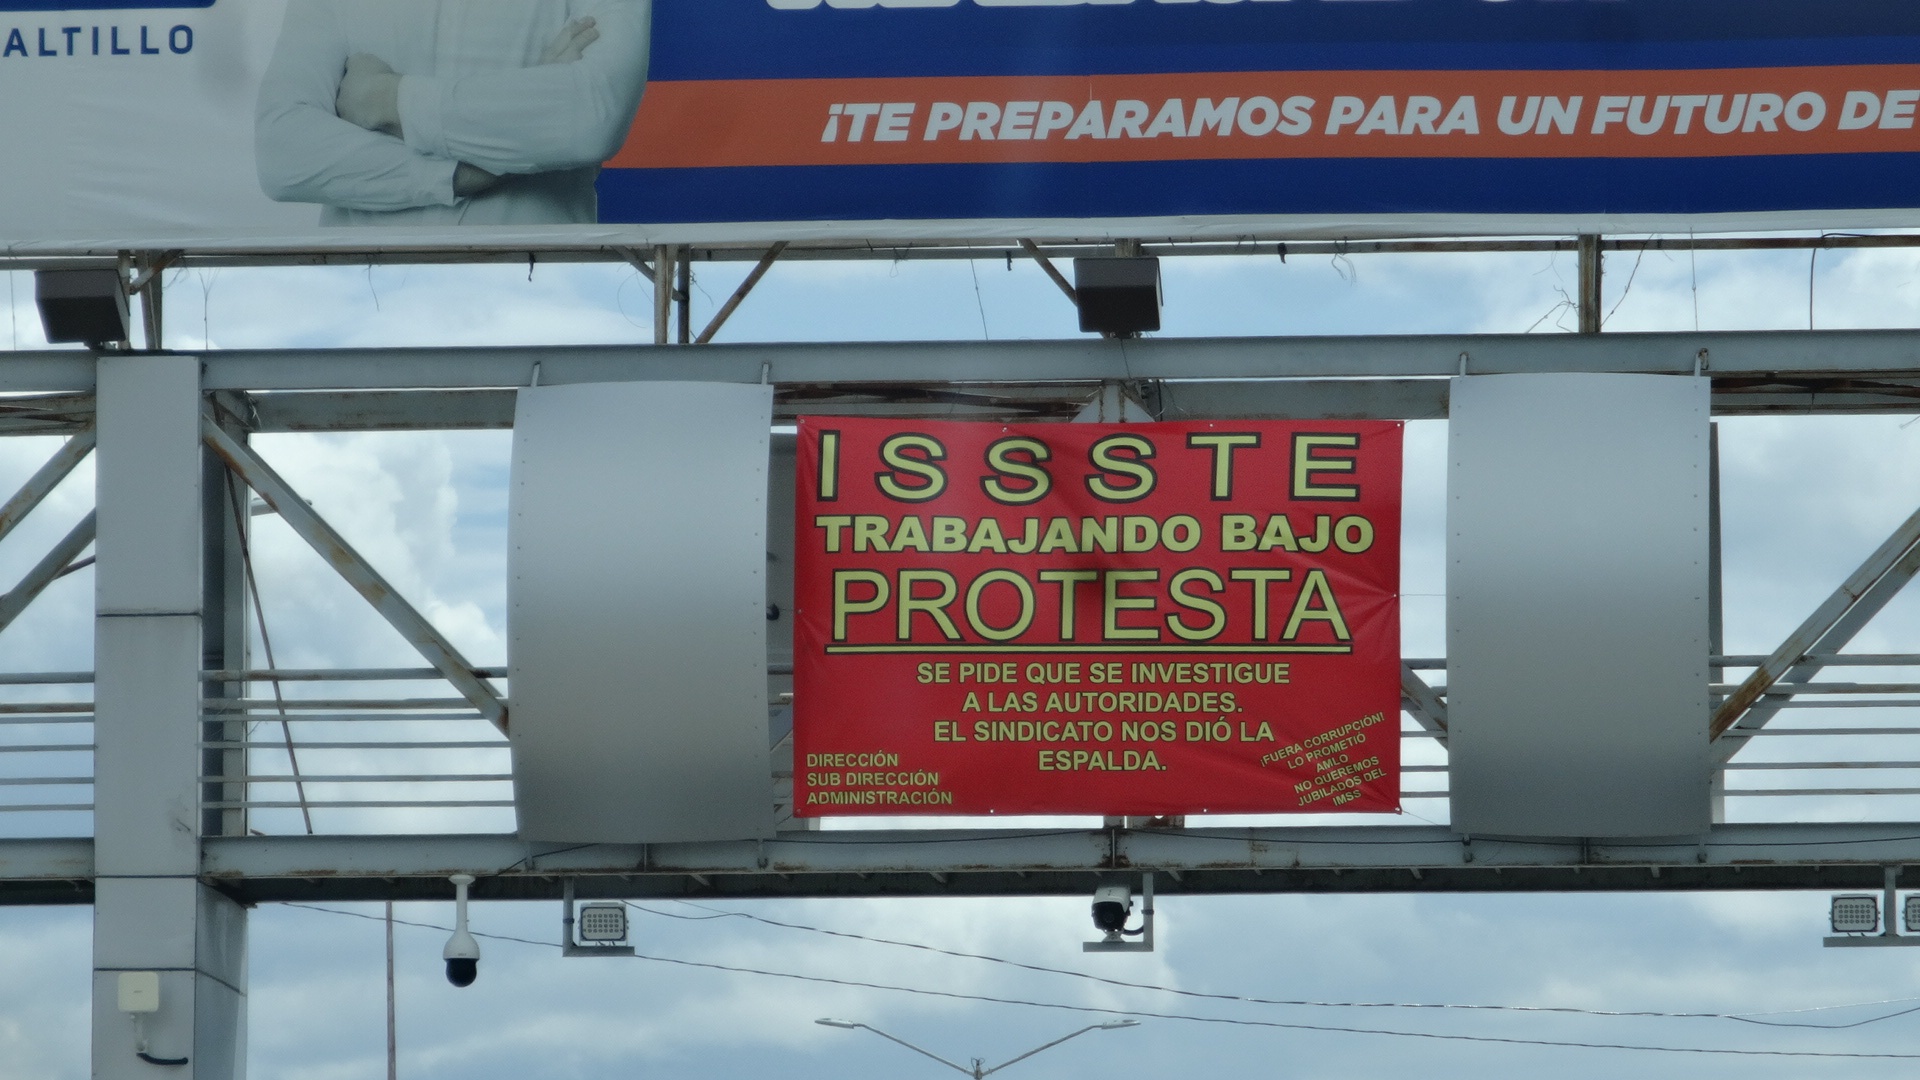 ALTILLO
¡TE PREPARAMOS PARA UN FUTURO DE
ISSSTE
TRABAJANDO BAJO
PROTESTA
SE PIDE QUE SE INVESTIGUE
A LAS AUTORIDADES.
EL SINDICATO NOS DIÓ LA
ESPALDA.
DIRECCIÓN
SUB DIRECCIÓN
ADMINISTRACIÓN
¡FUERA CORRUPCIÓN!
LO PROMETIÓ
AMLO
NO QUEREMOS
JUBILADOS DEL
IMSS